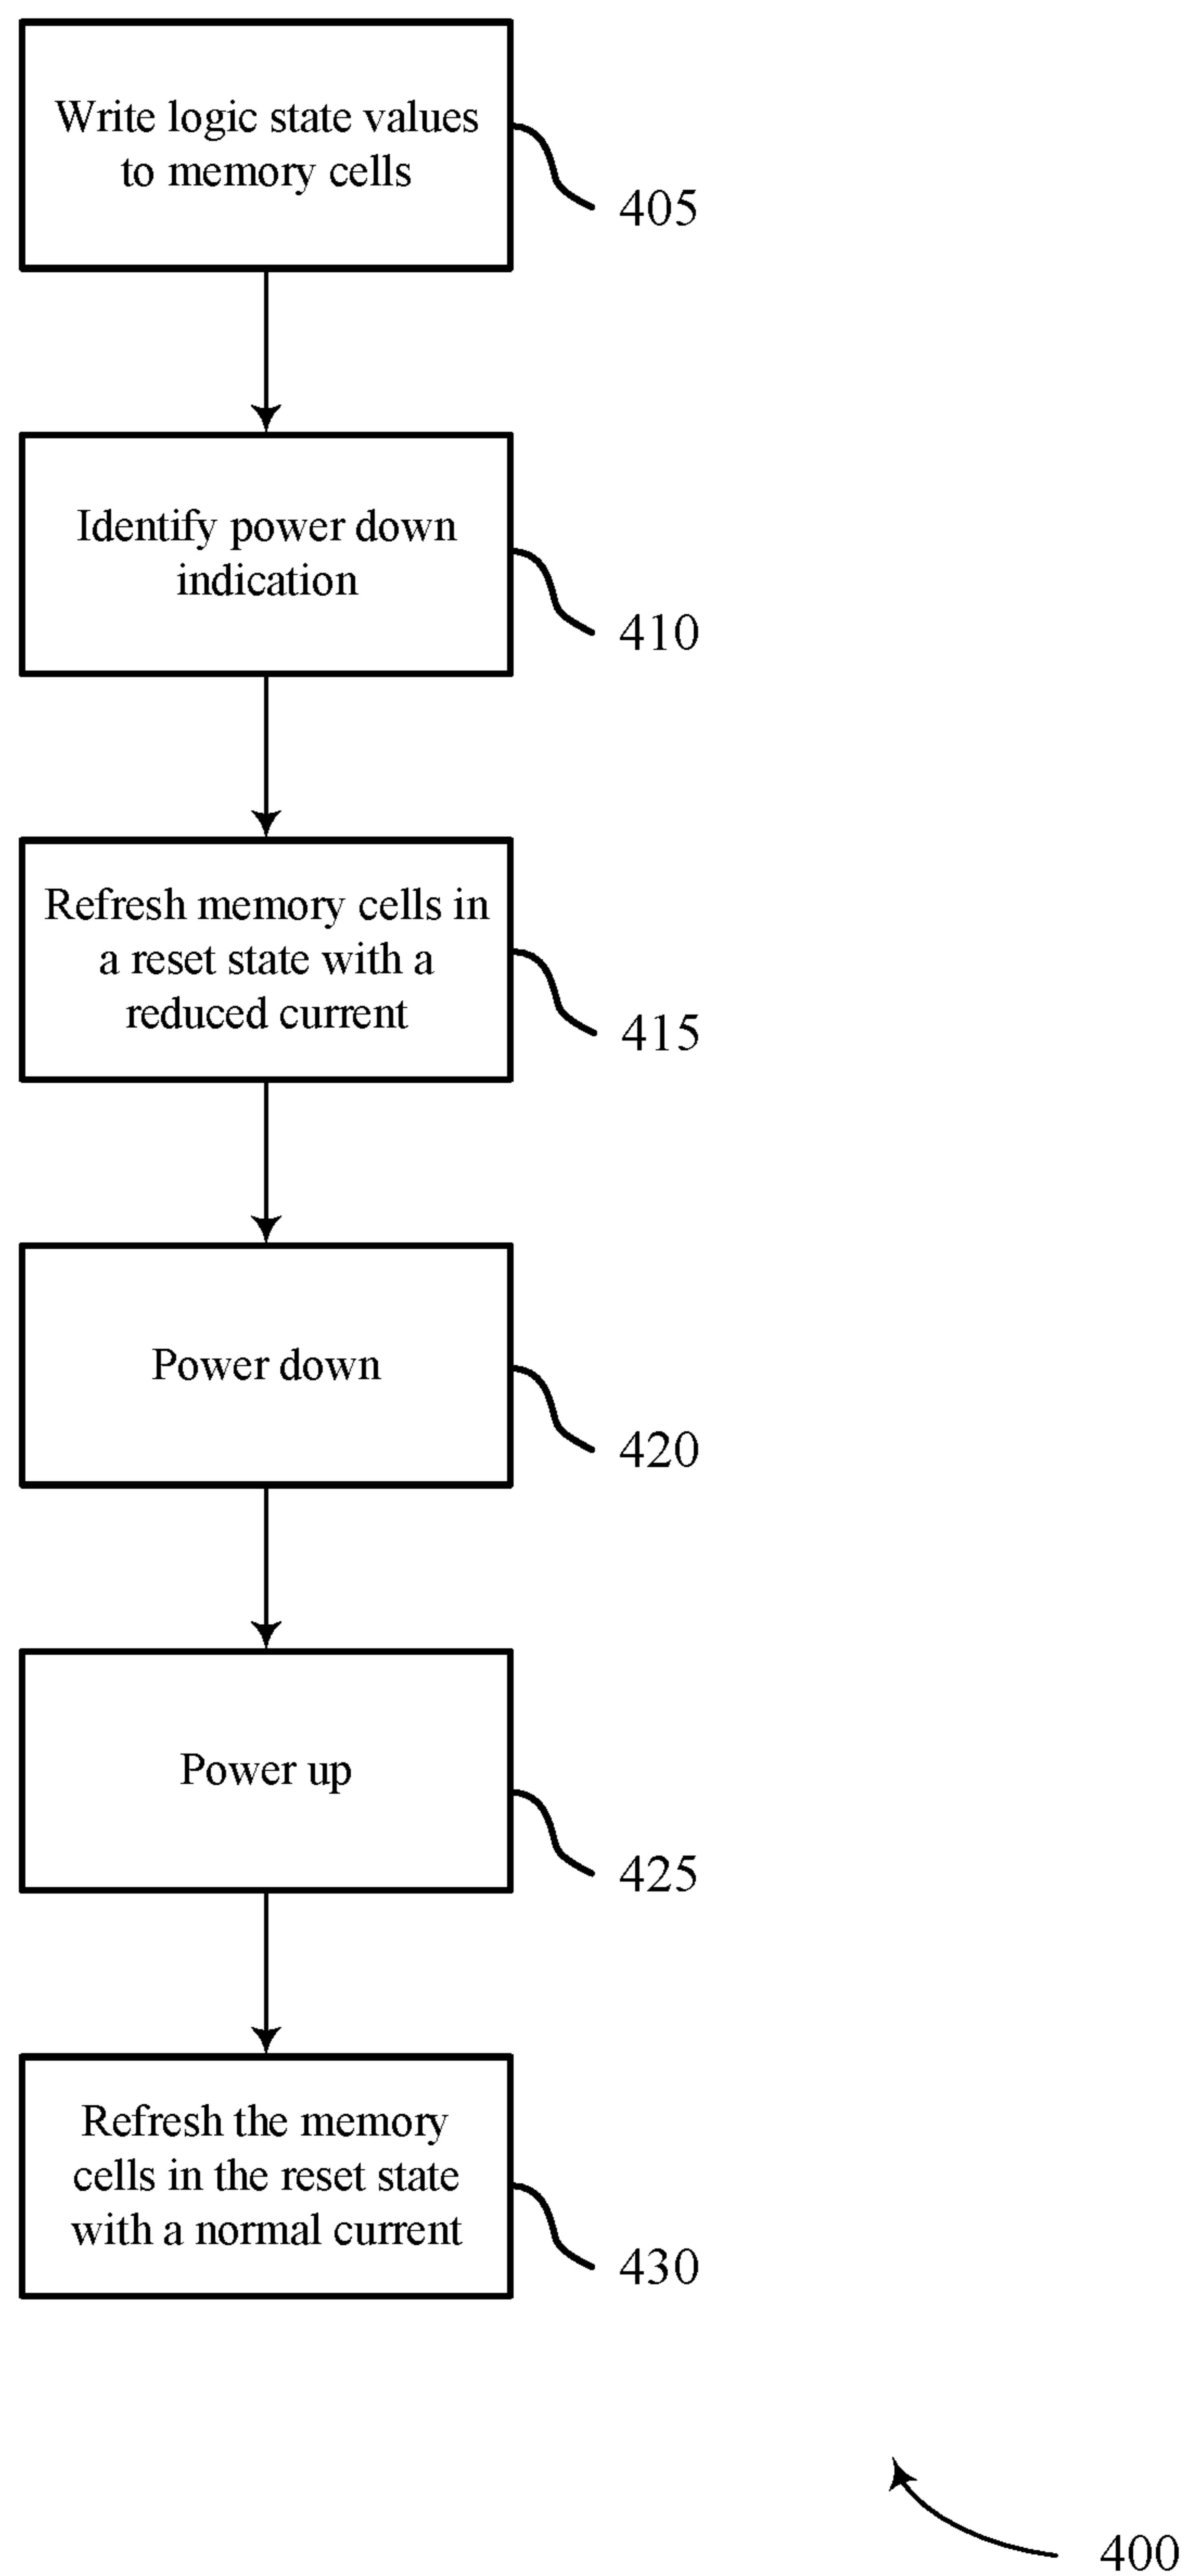 Write logic state values
to memory cells
405
Identify power down
indication
410
Refresh memory cells in
a reset state with a
reduced current
415
Power down
420
Power up
425
Refresh the memory
cells in the reset state
with a normal current
430
400